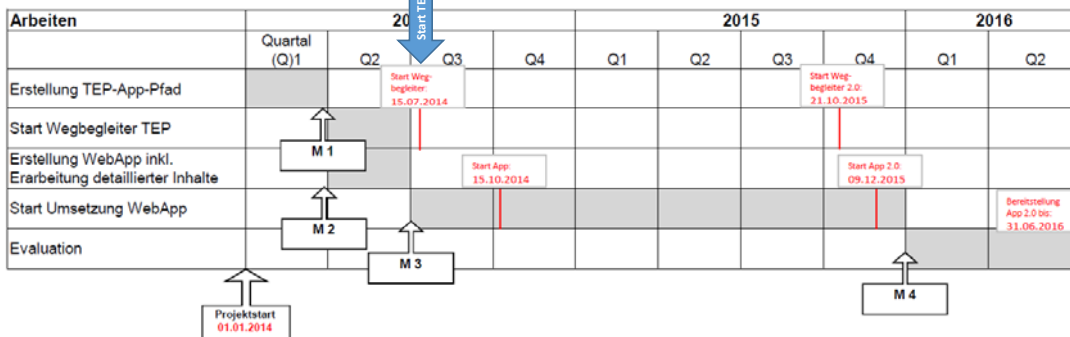 Arbeiten 20 2015 2016
Quartal
(Q)1 Q2 Q3 Q4 Q1 Q2 Q3 Q4 Q1 Q2
Start TE
Erstellung TEP-App-Pfad
Start Weg-
begleiter:
15.07.2014
Start Weg-
begleiter 2.0:
21.10.2015
Start Wegbegleiter TEP
M 1
Erstellung WebApp inkl.
Erarbeitung detaillierter Inhalte
Start App:
15.10.2014
Start App 2.0:
09.12.2015
Start Umsetzung WebApp
M 2
Bereitstellung
App 2.0 bis:
31.06.2016
Evaluation
M 3
M 4
Projektstart
01.01.2014